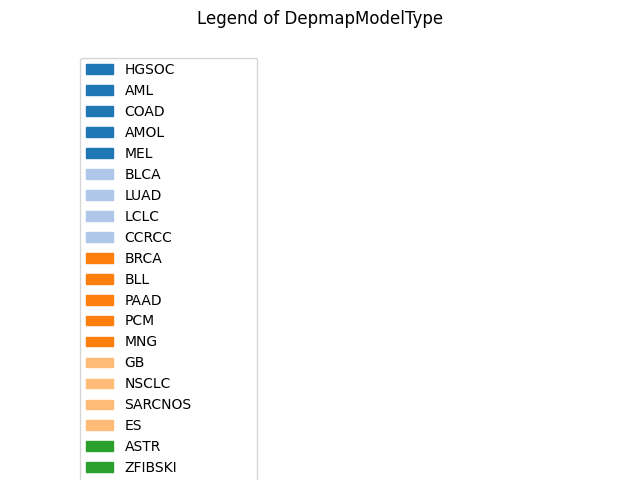 Legend of DepmapModelType
HGSOC
AML
COAD
AMOL
MEL
BLCA
LUAD
LCLC
CCRCC
BRCA
BLL
PAAD
PCM
MNG
GB
NSCLC
SARCNOS
ES
ASTR
ZFIBSKI